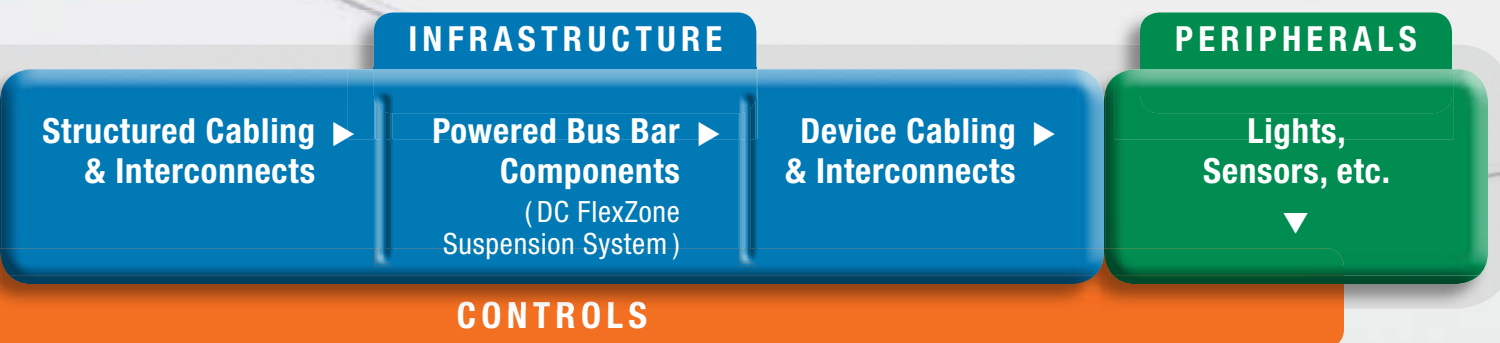 INFRASTRUCTURE
PERIPHERALS
Structured Cabling ▶
& Interconnects
Powered Bus Bar ▶
Components
(DC FlexZone
Suspension System)
Device Cabling ▶
& Interconnects
Lights,
Sensors, etc.
▼
CONTROLS